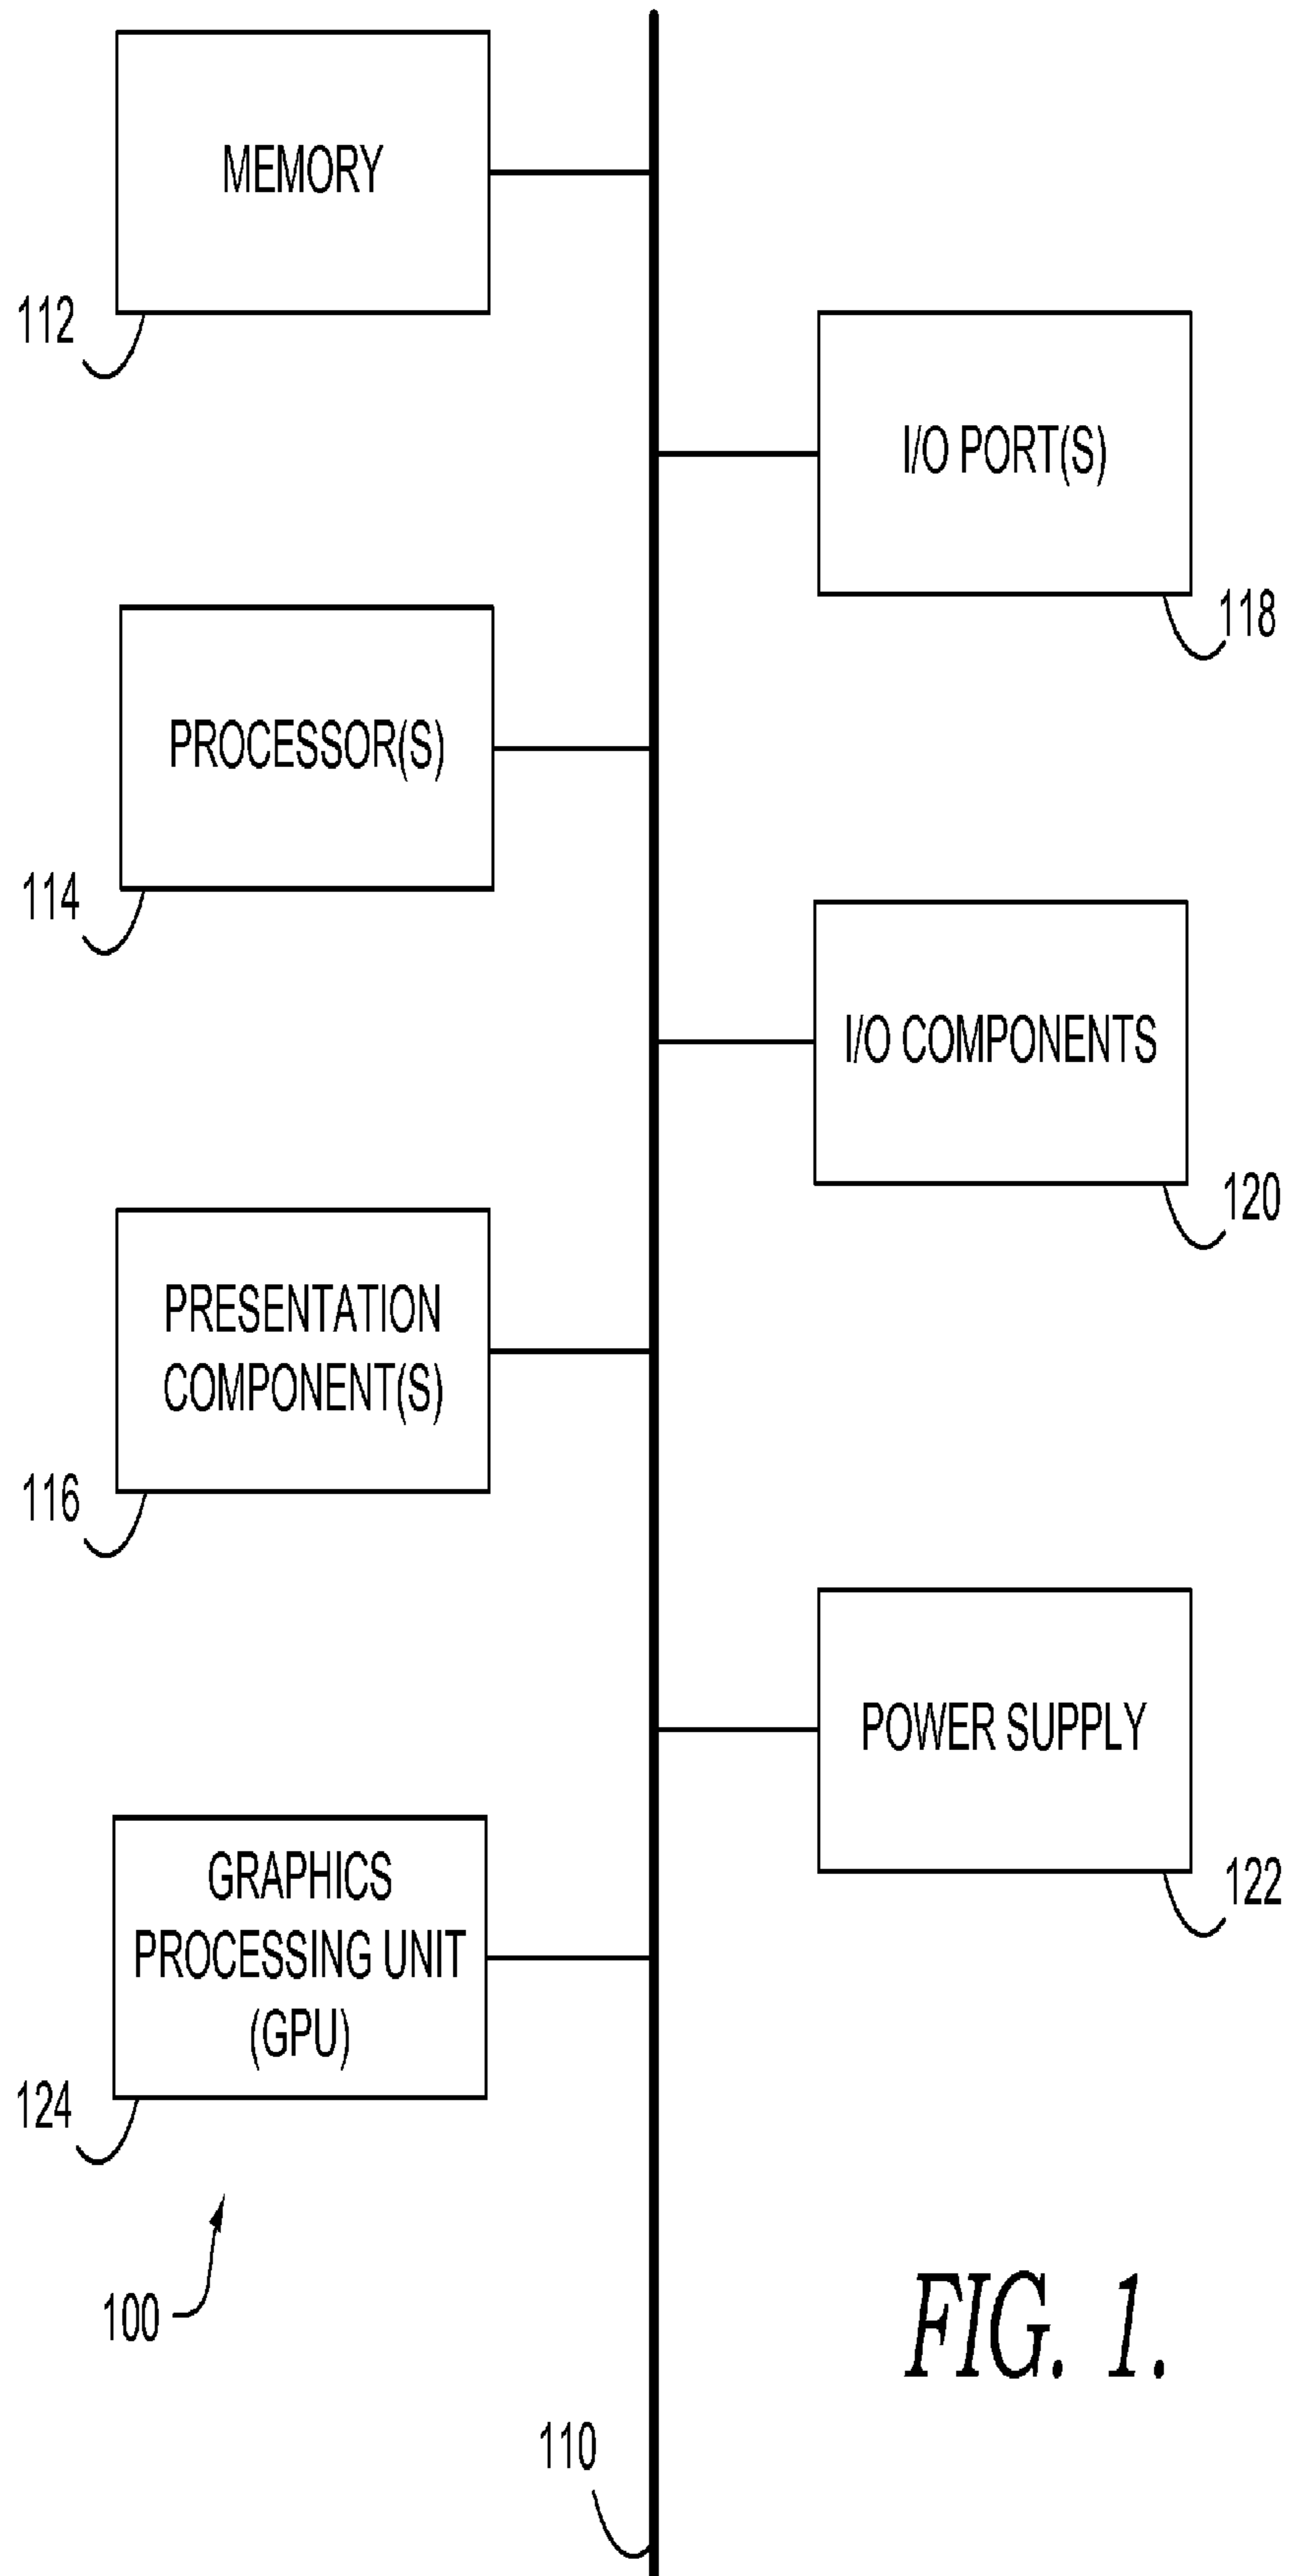 MEMORY
112
I/O PORT(S)
118
PROCESSOR(S)
114
I/O COMPONENTS
120
PRESENTATION
COMPONENT(S)
116
POWER SUPPLY
122
GRAPHICS
PROCESSING UNIT
(GPU)
124
100
FIG. 1.
110